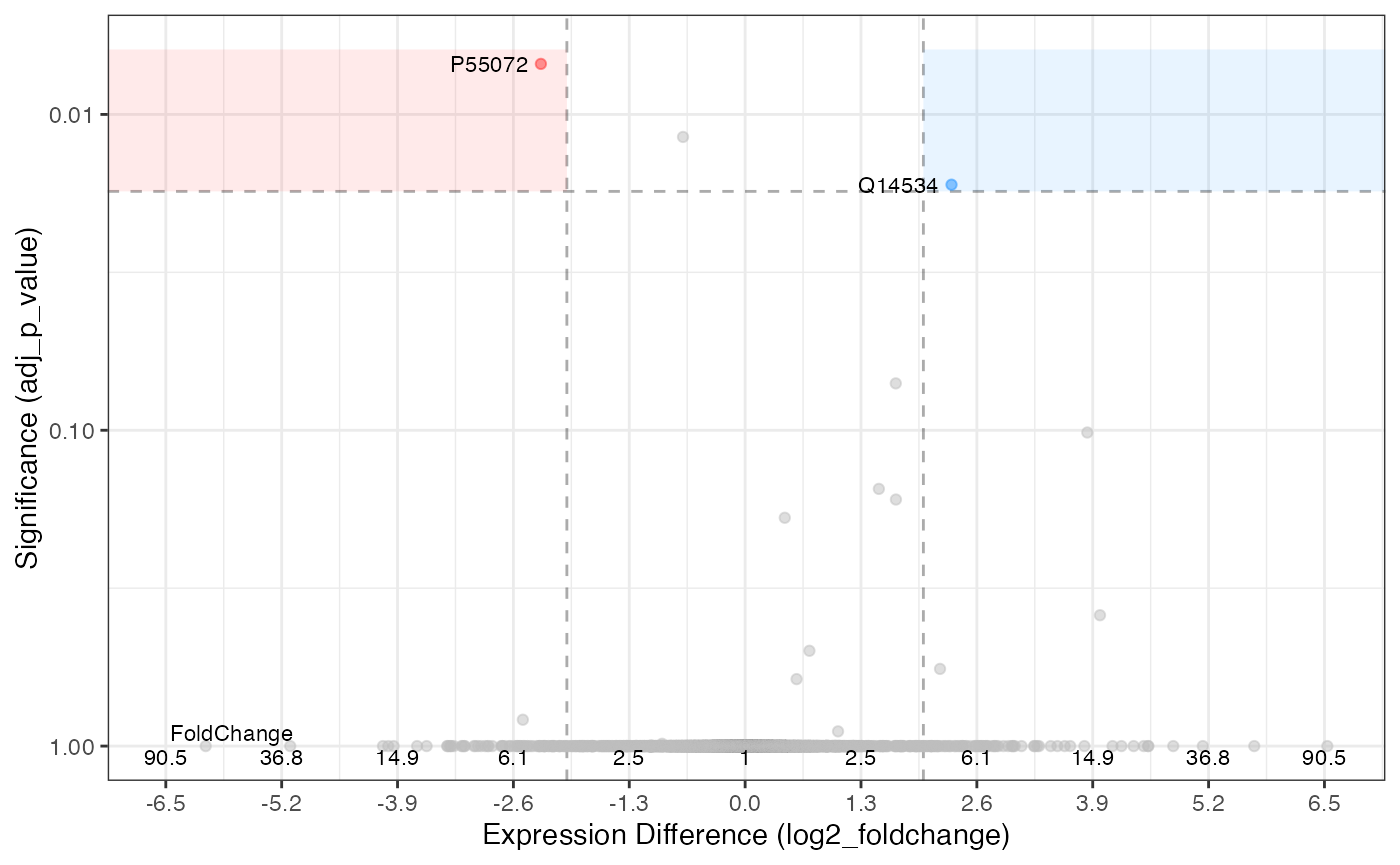 P55072
0.01
Q14534
Significance (adj_p_value)
0.10
FoldChange
1.00
90.5 36.8 14.9 6.1 2.5 1 2.5 6.1 14.9 36.8 90.5
-6.5 -5.2 -3.9 -2.6 -1.3 0.0 1.3 2.6 3.9 5.2 6.5
Expression Difference (log2_foldchange)